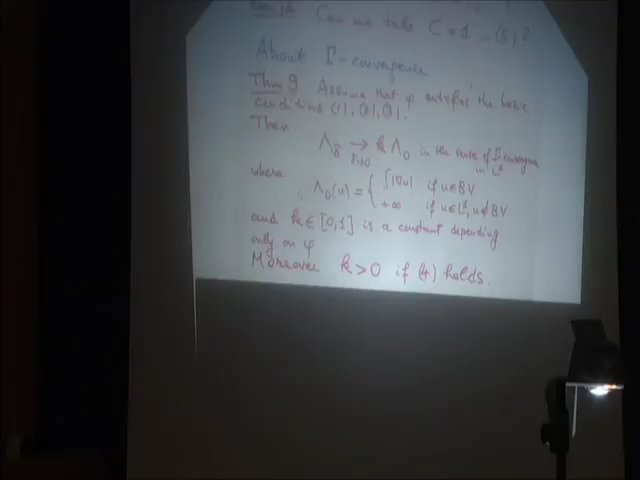 Can we take C = 1 in (5)?
About Γ-convergence
Thm 9 Assume that φ satisfies the basic
conditions (1), (2), (3).
Then
Λ_δ → k Λ_0 in the sense of Γ-convergence
δ→0 in L^1
where Λ_0(u) = { ∫|∇u| if u∈BV
+∞ if u∈L^1, u∉BV
and k ∈ [0,1] is a constant depending
only on φ
Moreover k > 0 if (4) holds.